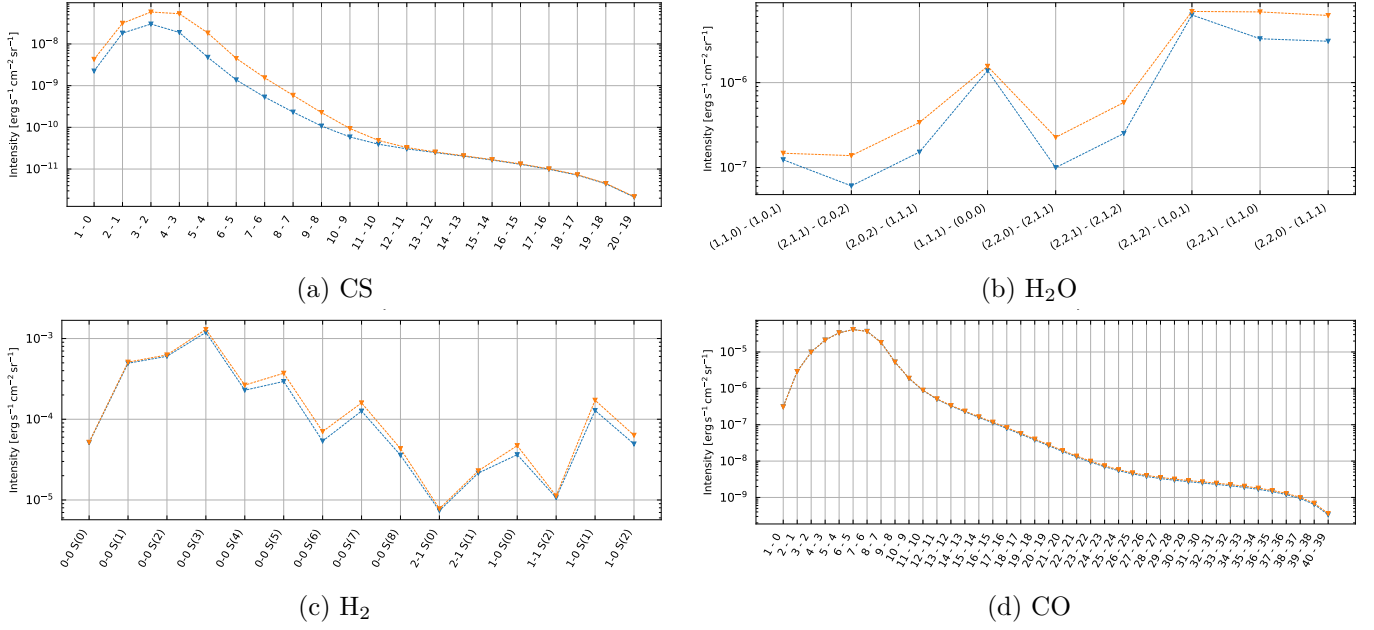 Intensity [erg s⁻¹ cm⁻² sr⁻¹]
10⁻⁸
10⁻⁹
10⁻¹⁰
10⁻¹¹
1 - 0
2 - 1
3 - 2
4 - 3
5 - 4
6 - 5
7 - 6
8 - 7
9 - 8
10 - 9
11 - 10
12 - 11
13 - 12
14 - 13
15 - 14
16 - 15
17 - 16
18 - 17
19 - 18
20 - 19
(a) CS
Intensity [erg s⁻¹ cm⁻² sr⁻¹]
10⁻⁶
10⁻⁷
(1,1,0) - (1,0,1)
(2,1,1) - (2,0,2)
(2,0,2) - (1,1,1)
(1,1,1) - (0,0,0)
(2,2,0) - (2,1,1)
(2,2,1) - (2,1,2)
(2,1,2) - (1,0,1)
(2,2,1) - (1,1,0)
(2,2,0) - (1,1,1)
(b) H₂O
Intensity [erg s⁻¹ cm⁻² sr⁻¹]
10⁻³
10⁻⁴
10⁻⁵
0-0 S(0)
0-0 S(1)
0-0 S(2)
0-0 S(3)
0-0 S(4)
0-0 S(5)
0-0 S(6)
0-0 S(7)
0-0 S(8)
2-1 S(0)
2-1 S(1)
1-0 S(0)
1-1 S(2)
1-0 S(1)
1-0 S(2)
(c) H₂
Intensity [erg s⁻¹ cm⁻² sr⁻¹]
10⁻⁵
10⁻⁶
10⁻⁷
10⁻⁸
10⁻⁹
1 - 0
2 - 1
3 - 2
4 - 3
5 - 4
6 - 5
7 - 6
8 - 7
9 - 8
10 - 9
11 - 10
12 - 11
13 - 12
14 - 13
15 - 14
16 - 15
17 - 16
18 - 17
19 - 18
20 - 19
21 - 20
22 - 21
23 - 22
24 - 23
25 - 24
26 - 25
27 - 26
28 - 27
29 - 28
30 - 29
31 - 30
32 - 31
33 - 32
34 - 33
35 - 34
36 - 35
37 - 36
38 - 37
39 - 38
40 - 39
(d) CO